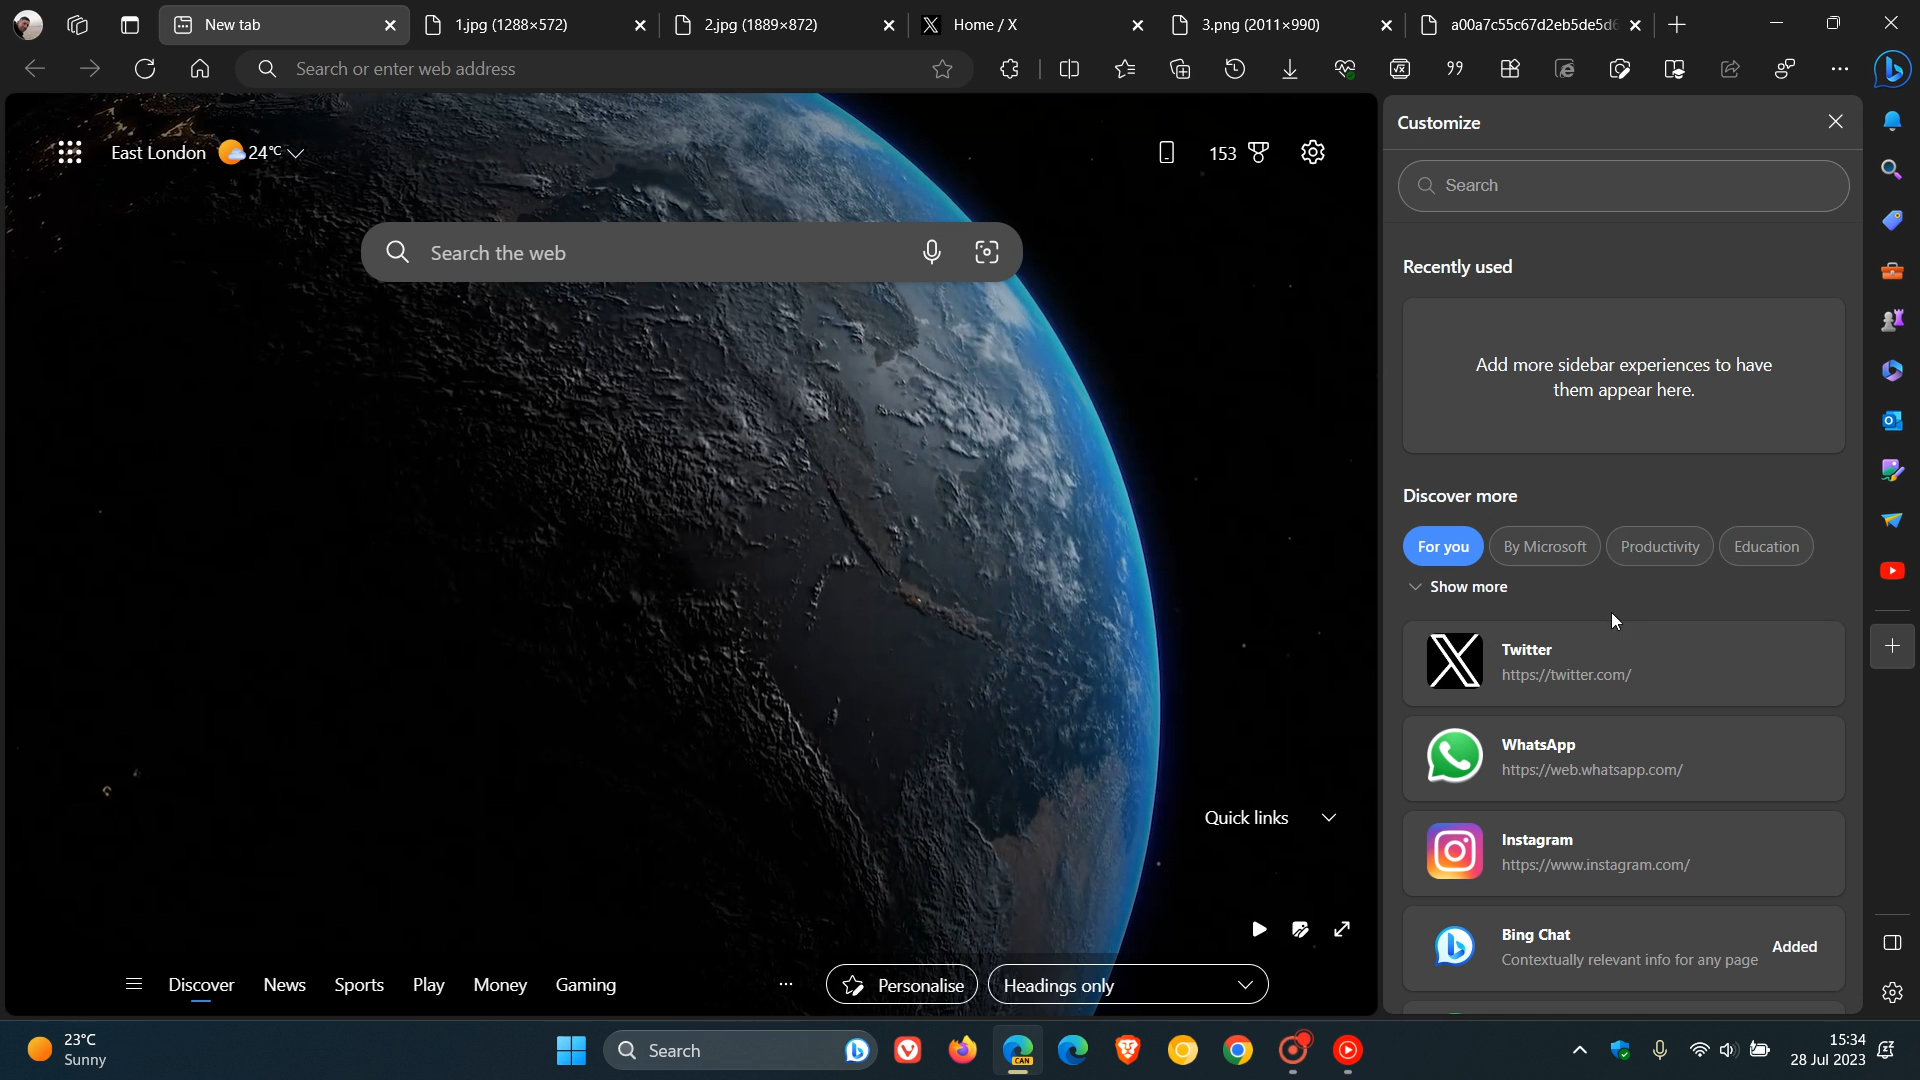 New tab
1.jpg (1288×572)
2.jpg (1889×872)
Home / X
3.png (2011×990)
a00a7c55c67d2eb5de5d6
Search or enter web address
East London 24°C
153
Search the web
Quick links
Discover
News
Sports
Play
Money
Gaming
Personalise
Headings only
Customize
Search
Recently used
Add more sidebar experiences to have
them appear here.
Discover more
For you
By Microsoft
Productivity
Education
Show more
Twitter
https://twitter.com/
WhatsApp
https://web.whatsapp.com/
Instagram
https://www.instagram.com/
Bing Chat
Contextually relevant info for any page
Added
23°C
Sunny
Search
CAN
15:34
28 Jul 2023